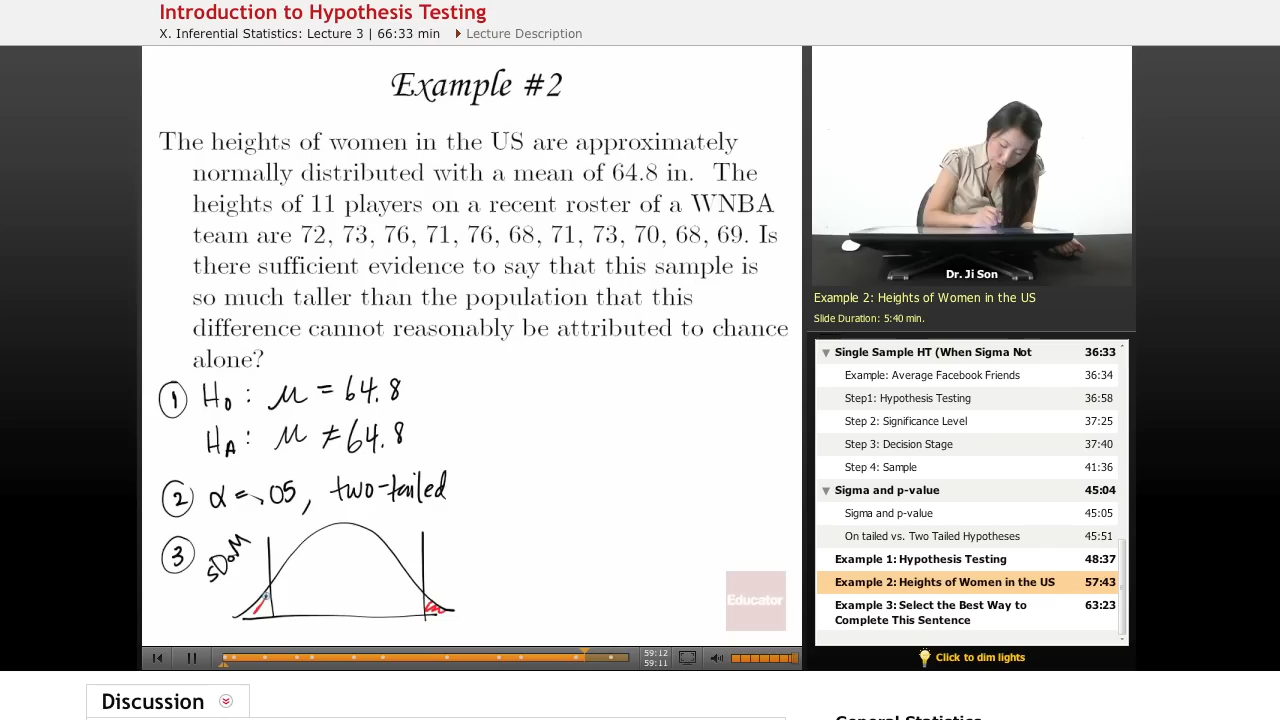 Introduction to Hypothesis Testing
X. Inferential Statistics: Lecture 3 | 66:33 min Lecture Description
Example #2
The heights of women in the US are approximately
normally distributed with a mean of 64.8 in. The
heights of 11 players on a recent roster of a WNBA
team are 72, 73, 76, 71, 76, 68, 71, 73, 70, 68, 69. Is
there sufficient evidence to say that this sample is
so much taller than the population that this
difference cannot reasonably be attributed to chance
alone?
① H₀ : μ = 64.8
Hᴀ : μ ≠ 64.8
② α = .05, two-tailed
③ SDoM
Educator
59:12
59:11
Dr. Ji Son
Example 2: Heights of Women in the US
Slide Duration: 5:40 min.
Single Sample HT (When Sigma Not 36:33
Example: Average Facebook Friends 36:34
Step1: Hypothesis Testing 36:58
Step 2: Significance Level 37:25
Step 3: Decision Stage 37:40
Step 4: Sample 41:36
Sigma and p-value 45:04
Sigma and p-value 45:05
On tailed vs. Two Tailed Hypotheses 45:51
Example 1: Hypothesis Testing 48:37
Example 2: Heights of Women in the US 57:43
Example 3: Select the Best Way to 63:23
Complete This Sentence
Click to dim lights
Discussion
General Statistics